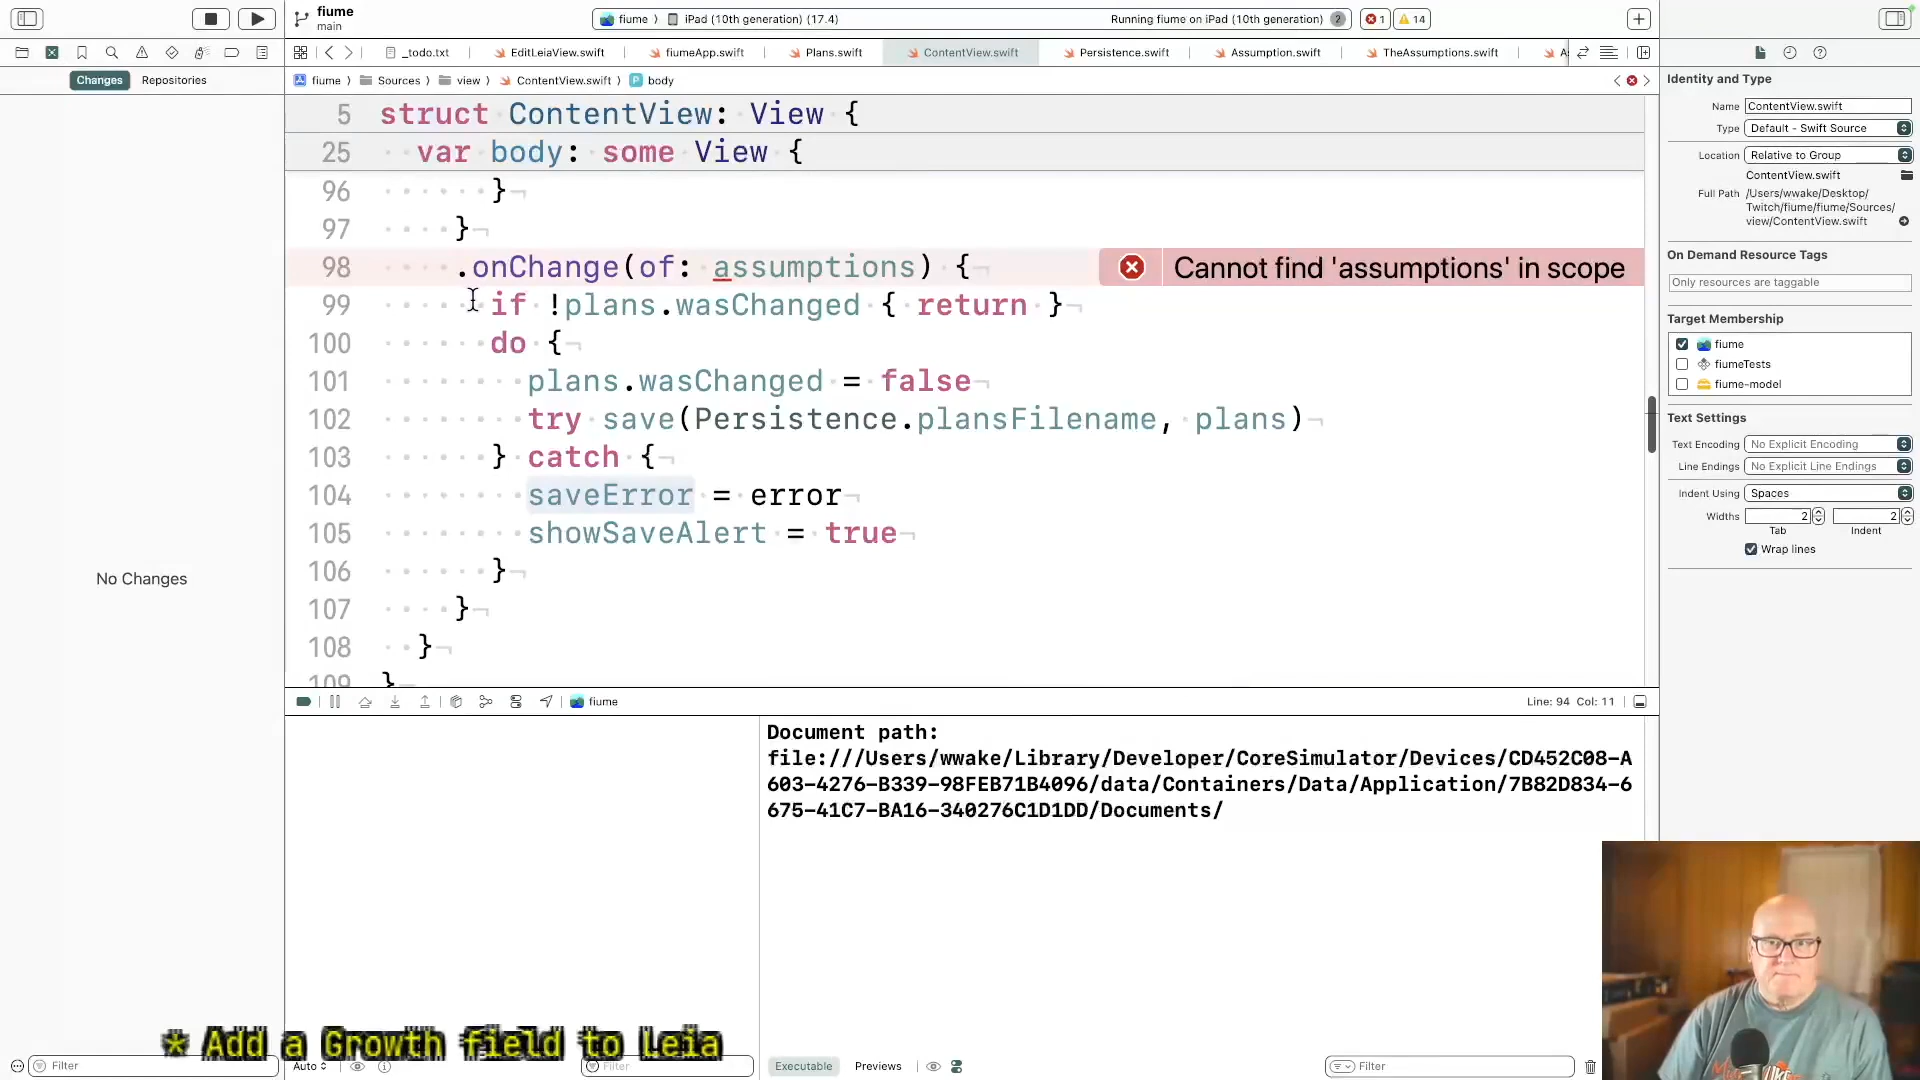 fiume
main
fiume
iPad (10th generation) (17.4)
Running fiume on iPad (10th generation)
2
1
14
_todo.txt
EditLeiaView.swift
fiumeApp.swift
Plans.swift
ContentView.swift
Persistence.swift
Assumption.swift
TheAssumptions.swift
Changes
Repositories
fiume
Sources
view
ContentView.swift
body
5 struct ContentView: View {
25 var body: some View {
96 }
97 }
98 .onChange(of: assumptions) {
Cannot find 'assumptions' in scope
99 if !plans.wasChanged { return }
100 do {
101 plans.wasChanged = false
102 try save(Persistence.plansFilename, plans)
103 } catch {
104 saveError = error
105 showSaveAlert = true
106 }
107 }
108 }
109 }
No Changes
fiume
Line: 94 Col: 11
Document path:
file:///Users/wwake/Library/Developer/CoreSimulator/Devices/CD452C08-A
603-4276-B339-98FEB71B4096/data/Containers/Data/Application/7B82D834-6
675-41C7-BA16-340276C1D1DD/Documents/
Identity and Type
Name ContentView.swift
Type Default - Swift Source
Location Relative to Group
ContentView.swift
Full Path /Users/wwake/Desktop/
Twitch/fiume/fiume/Sources/
view/ContentView.swift
On Demand Resource Tags
Only resources are taggable
Target Membership
fiume
fiumeTests
fiume-model
Text Settings
Text Encoding No Explicit Encoding
Line Endings No Explicit Line Endings
Indent Using Spaces
Widths 2 2
Tab Indent
Wrap lines
* Add a Growth field to Leia
Filter
Auto
Filter
Executable
Previews
Filter